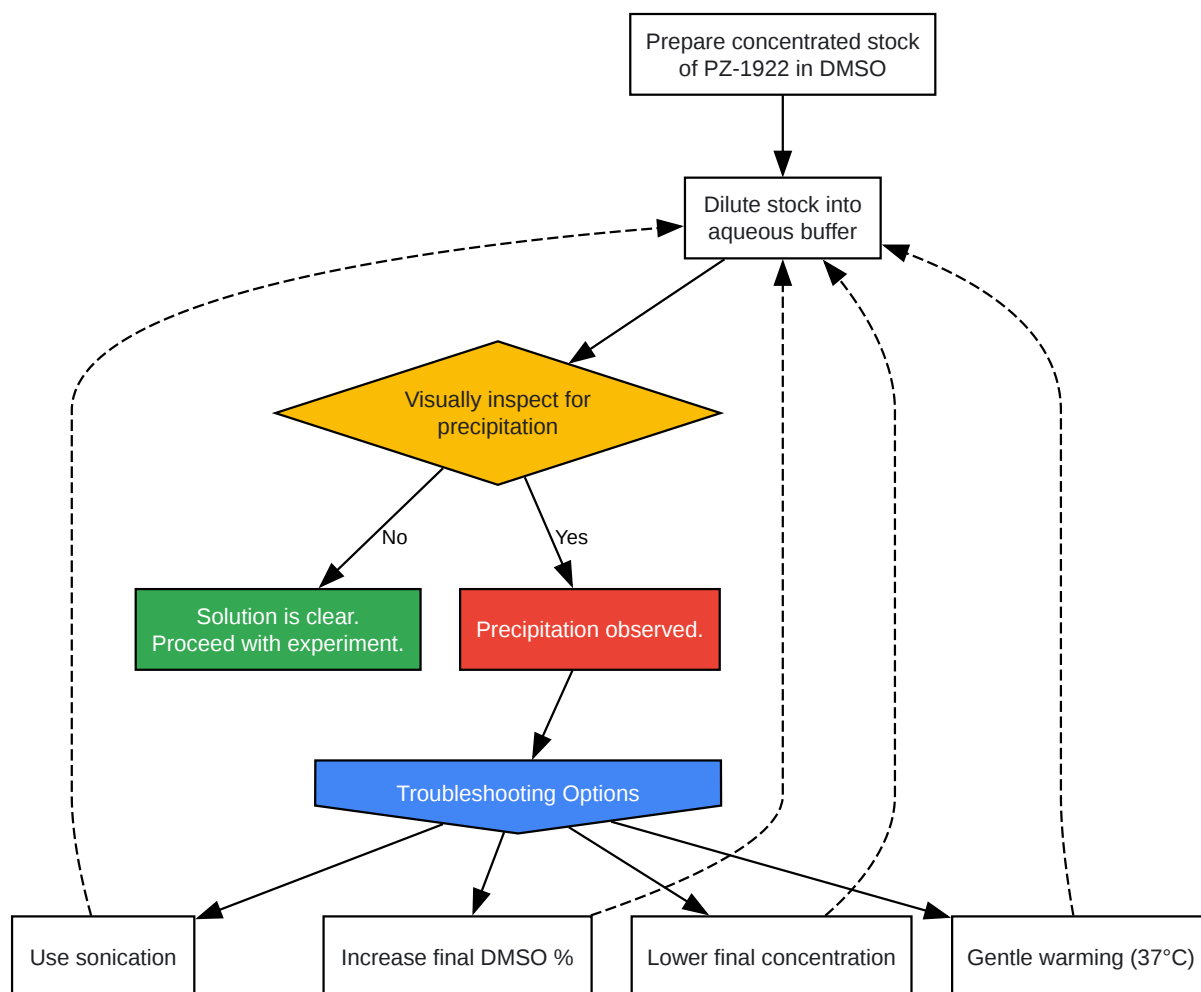 Prepare concentrated stock
of PZ-1922 in DMSO
Dilute stock into
aqueous buffer
Visually inspect for
precipitation
No
Yes
Solution is clear.
Proceed with experiment.
Precipitation observed.
Troubleshooting Options
Use sonication
Increase final DMSO %
Lower final concentration
Gentle warming (37°C)